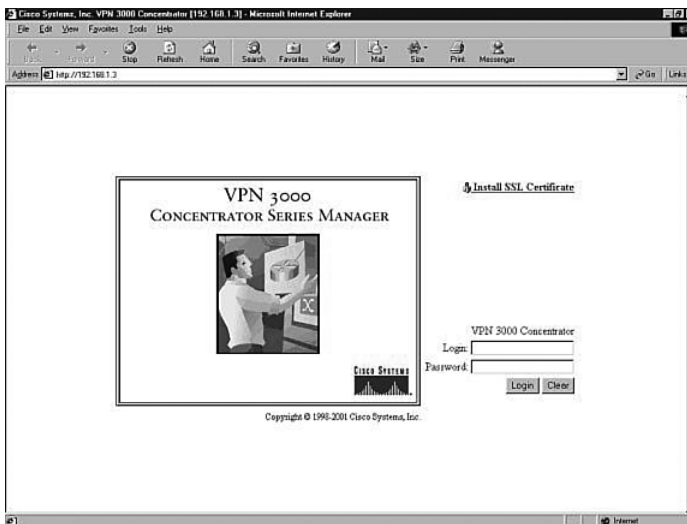 Cisco Systems, Inc. VPN 3000 Concentrator [192.168.1.3] - Microsoft Internet Explorer
File Edit View Favorites Tools Help
Back Forward Stop Refresh Home Search Favorites History Mail Size Print Messenger
Address http://192.168.1.3 Go Links
VPN 3000
CONCENTRATOR SERIES MANAGER
Install SSL Certificate
VPN 3000 Concentrator
Login:
Password:
Login Clear
CISCO SYSTEMS
Copyright © 1998-2001 Cisco Systems, Inc.
Internet